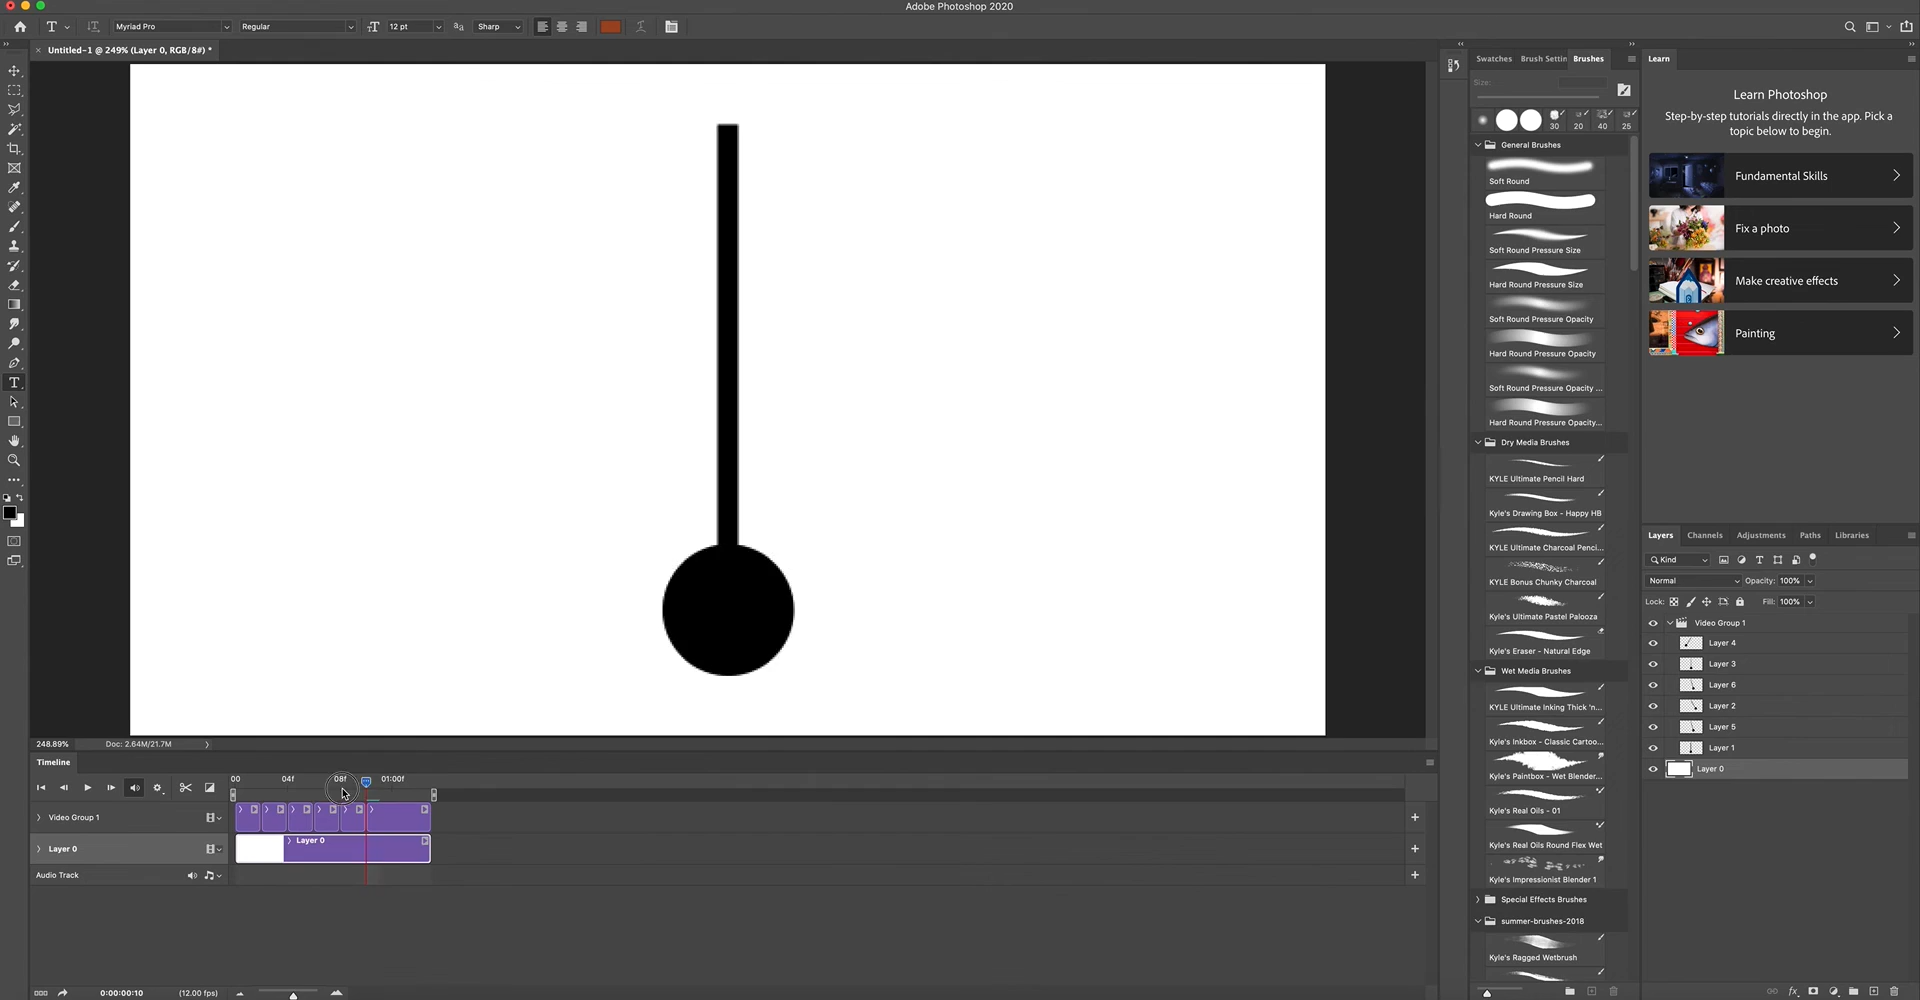 Adobe Photoshop 2020
T Myriad Pro Regular 12 pt Sharp
× Untitled-1 @ 249% (Layer 0, RGB/8#) *
Swatches Brush Settin Brushes
Size:
30 20 40 25
General Brushes
Soft Round
Hard Round
Soft Round Pressure Size
Hard Round Pressure Size
Soft Round Pressure Opacity
Hard Round Pressure Opacity
Soft Round Pressure Opacity ...
Hard Round Pressure Opacity...
Dry Media Brushes
KYLE Ultimate Pencil Hard
Kyle's Drawing Box - Happy HB
KYLE Ultimate Charcoal Penci...
KYLE Bonus Chunky Charcoal
Kyle's Ultimate Pastel Palooza
Kyle's Eraser - Natural Edge
Wet Media Brushes
KYLE Ultimate Inking Thick 'n...
Kyle's Inkbox - Classic Cartoo...
Kyle's Paintbox - Wet Blender...
Kyle's Real Oils - 01
Kyle's Real Oils Round Flex Wet
Kyle's Impressionist Blender 1
Special Effects Brushes
summer-brushes-2018
Kyle's Ragged Wetbrush
Learn
Learn Photoshop
Step-by-step tutorials directly in the app. Pick a
topic below to begin.
Fundamental Skills
Fix a photo
Make creative effects
Painting
Layers Channels Adjustments Paths Libraries
Kind
Normal Opacity: 100%
Lock: Fill: 100%
Video Group 1
Layer 4
Layer 3
Layer 6
Layer 2
Layer 5
Layer 1
Layer 0
248.89% Doc: 2.64M/21.7M
Timeline
00 04f 08f 01:00f
Video Group 1
Layer 0 Layer 0
Audio Track
0:00:00:10 (12.00 fps)
fx